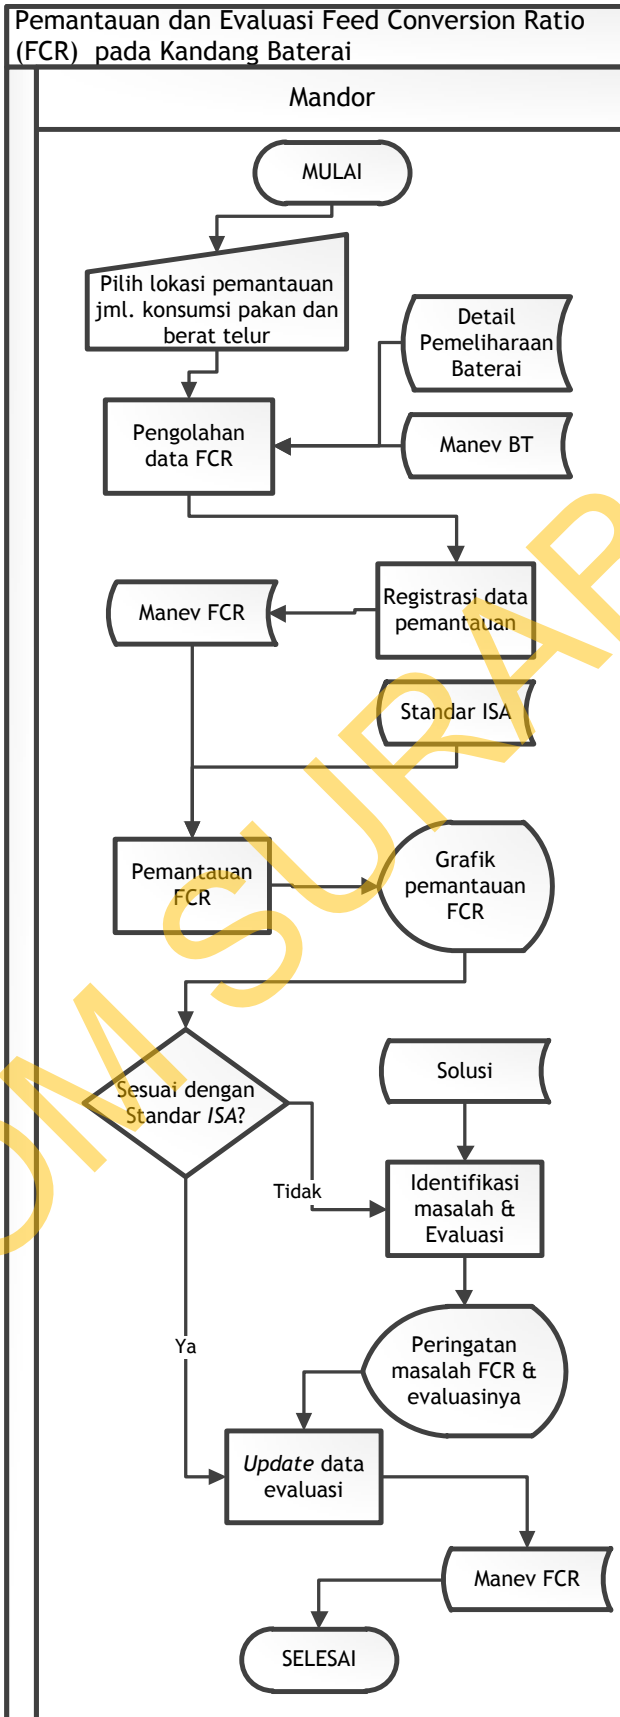 Pemantauan dan Evaluasi Feed Conversion Ratio
(FCR) pada Kandang Baterai
Mandor
MULAI
Pilih lokasi pemantauan
jml. konsumsi pakan dan
berat telur
Detail
Pemeliharaan
Baterai
Pengolahan
data FCR
Manev BT
Registrasi data
pemantauan
Manev FCR
Standar ISA
Pemantauan
FCR
Grafik
pemantauan
FCR
Sesuai dengan
Standar ISA?
Solusi
Tidak
Identifikasi
masalah &
Evaluasi
Ya
Peringatan
masalah FCR &
evaluasinya
Update data
evaluasi
Manev FCR
SELESAI
OM SURA